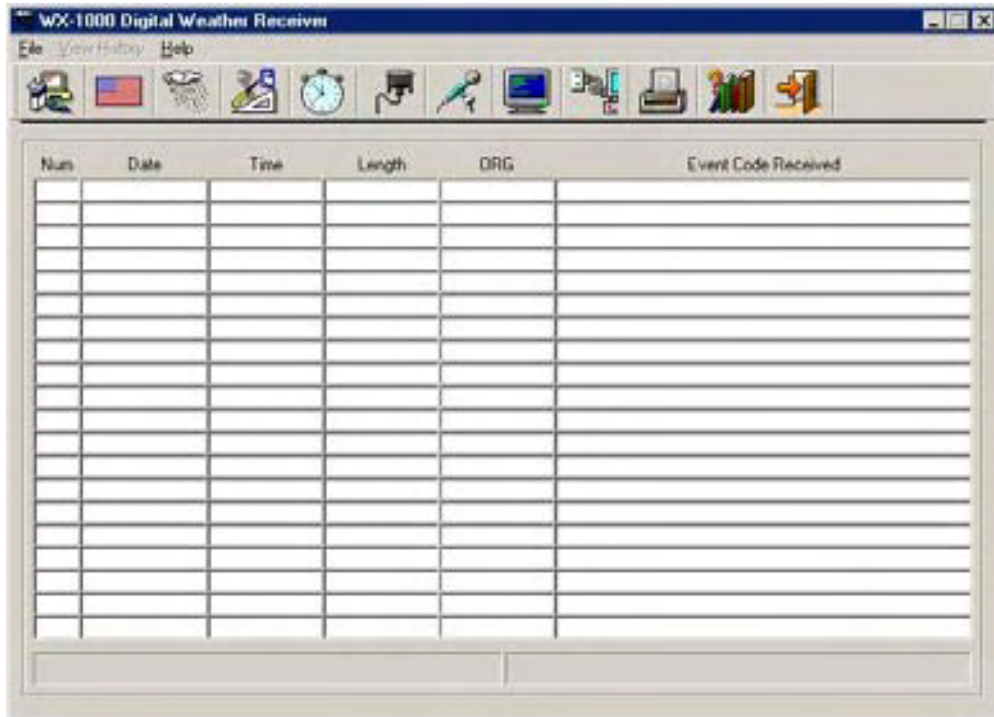 WX-1000 Digital Weather Receiver
File View History Help
Num Date Time Length ORG Event Code Received